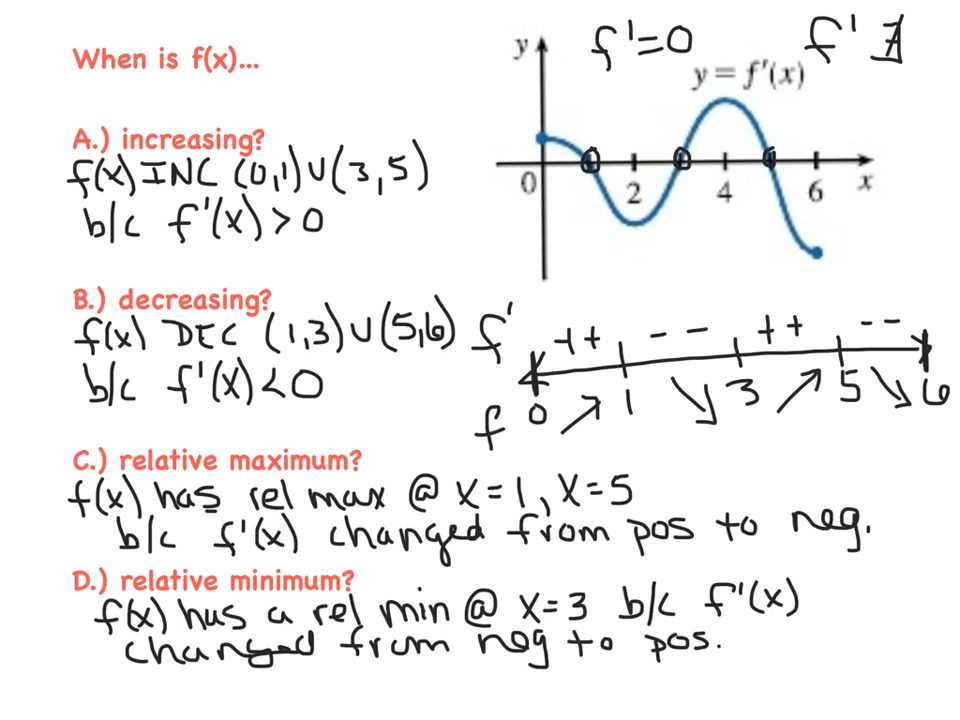 When is f(x)...
f'=0
f' ∄
y
y = f'(x)
0
2
4
6
x
A.) increasing?
f(x) INC (0,1)∪(3,5)
b/c f'(x) > 0
B.) decreasing?
f(x) DEC (1,3)∪(5,6)
b/c f'(x) < 0
f' ++ -- ++ --
f 0 ↗ 1 ↘ 3 ↗ 5 ↘ 6
C.) relative maximum?
f(x) has rel max @ x=1, x=5
b/c f'(x) changed from pos to neg.
D.) relative minimum?
f(x) has a rel min @ x=3 b/c f'(x)
changed from neg to pos.